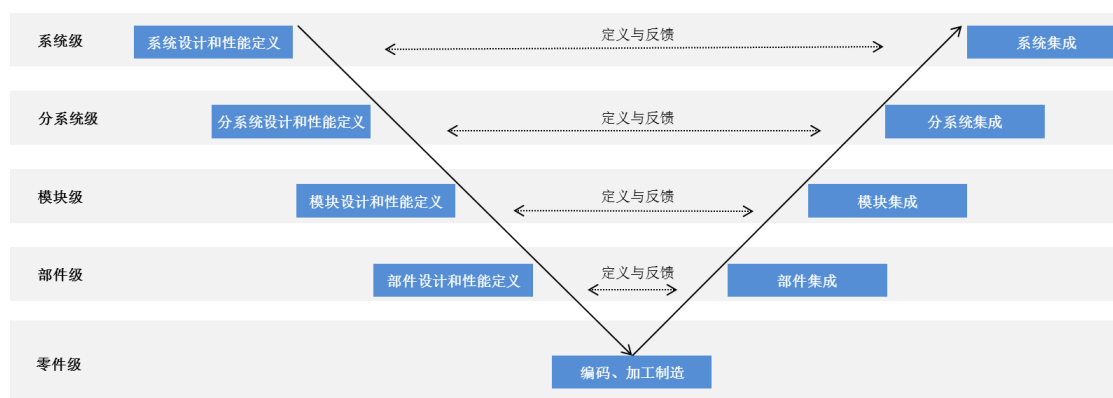 系统级
系统设计和性能定义
定义与反馈
系统集成
分系统级
分系统设计和性能定义
定义与反馈
分系统集成
模块级
模块设计和性能定义
定义与反馈
模块集成
部件级
部件设计和性能定义
定义与反馈
部件集成
零件级
编码、加工制造